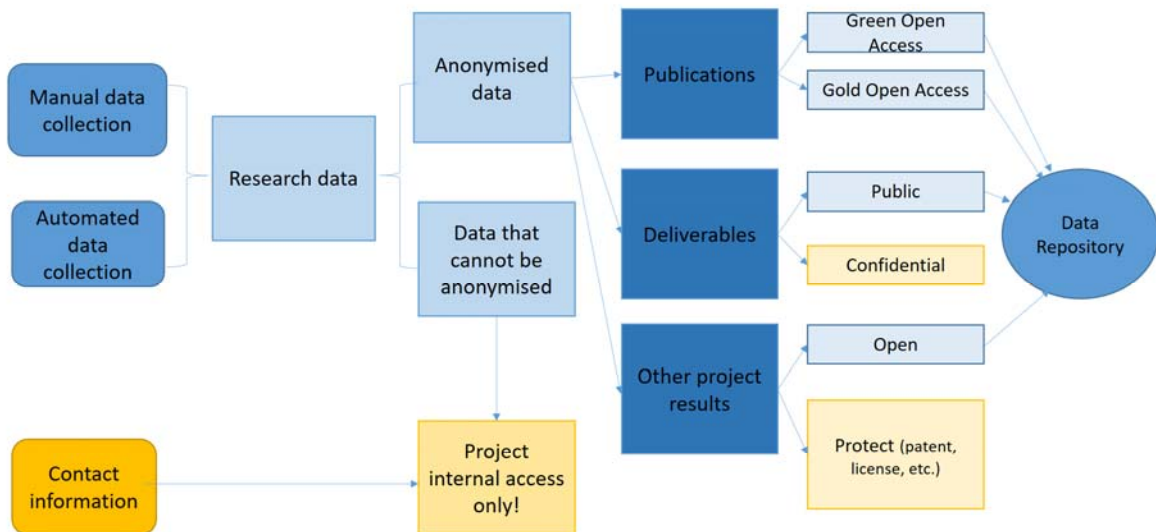 Manual data
collection
Automated
data
collection
Contact
information
Research data
Anonymised
data
Data that
cannot be
anonymised
Project
internal access
only!
Publications
Deliverables
Other project
results
Green Open
Access
Gold Open Access
Public
Confidential
Open
Protect (patent,
license, etc.)
Data
Repository